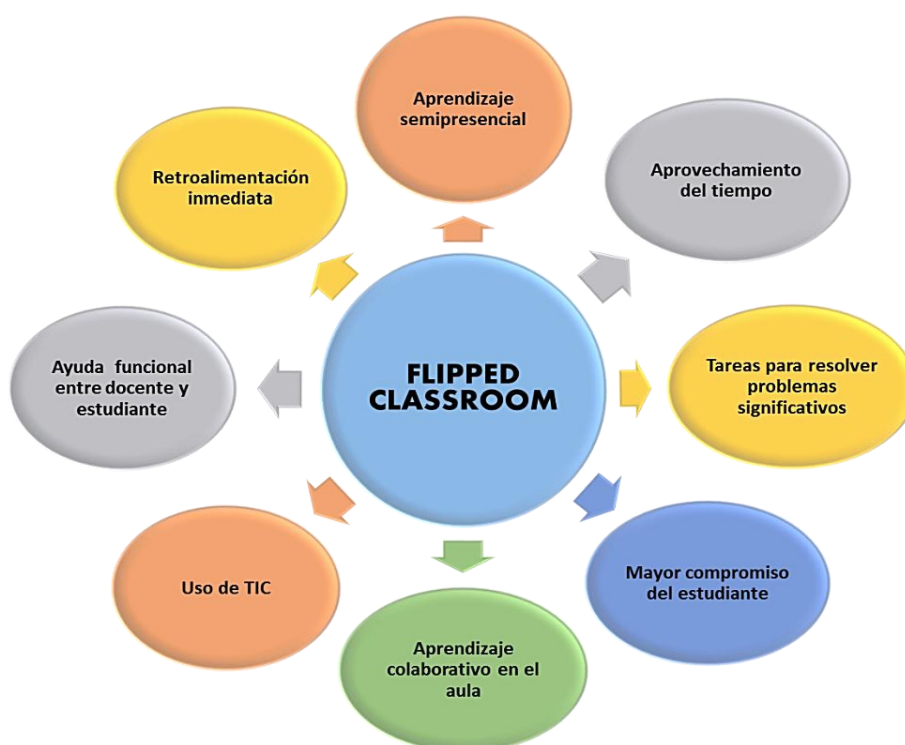 Aprendizaje
semipresencial
Aprovechamiento
del tiempo
Tareas para resolver
problemas
significativos
Mayor compromiso
del estudiante
Aprendizaje
colaborativo en el
aula
Uso de TIC
Ayuda funcional
entre docente y
estudiante
Retroalimentación
inmediata
FLIPPED
CLASSROOM